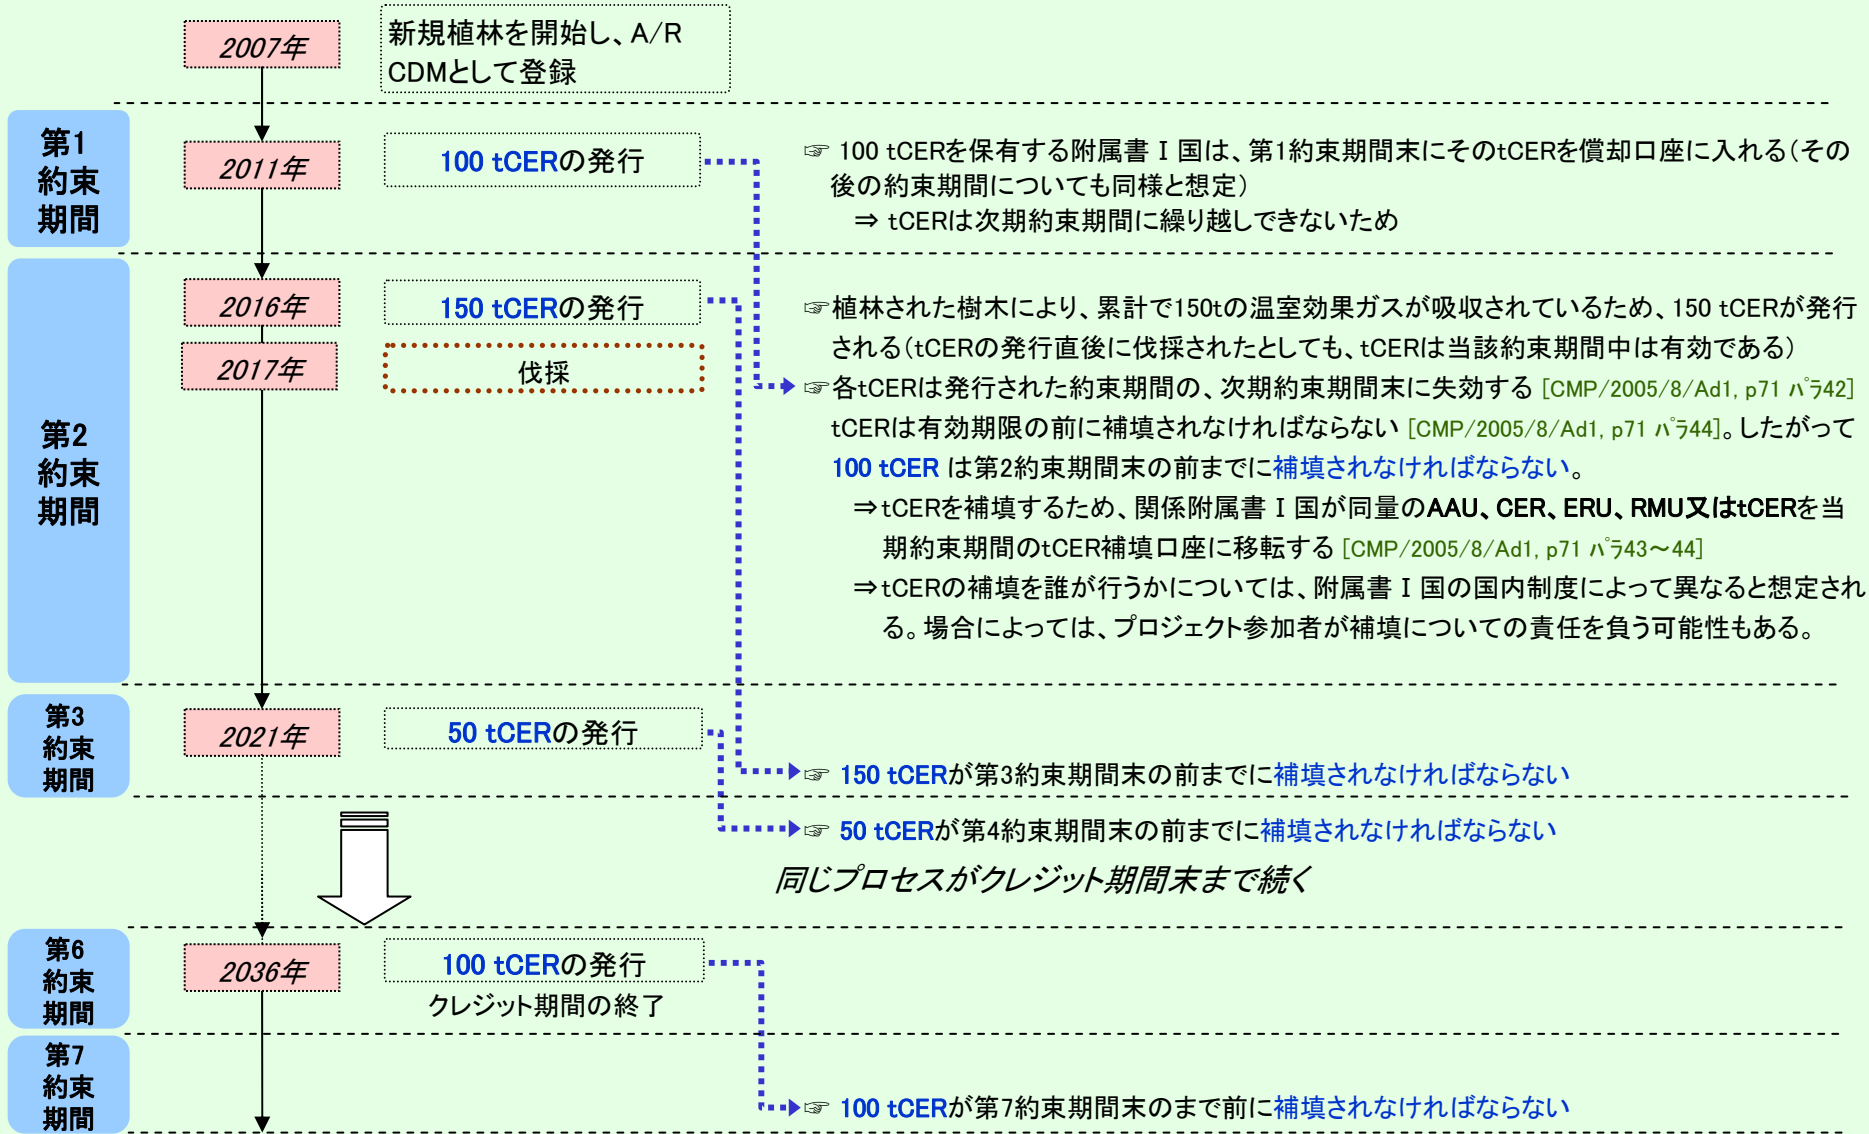 2007年
新規植林を開始し、A/R
CDMとして登録
第1
約束
期間
2011年
100 tCERの発行
☞ 100 tCERを保有する附属書Ⅰ国は、第1約束期間末にそのtCERを償却口座に入れる(その
後の約束期間についても同様と想定)
⇒ tCERは次期約束期間に繰り越しできないため
第2
約束
期間
2016年
150 tCERの発行
☞植林された樹木により、累計で150tの温室効果ガスが吸収されているため、150 tCERが発行
される(tCERの発行直後に伐採されたとしても、tCERは当該約束期間中は有効である)
2017年
伐採
☞各tCERは発行された約束期間の、次期約束期間末に失効する [CMP/2005/8/Ad1, p71 ﾊﾟﾗ42]
tCERは有効期限の前に補填されなければならない [CMP/2005/8/Ad1, p71 ﾊﾟﾗ44]。したがって
100 tCER は第2約束期間末の前までに補填されなければならない。
⇒tCERを補填するため、関係附属書Ⅰ国が同量のAAU、CER、ERU、RMU又はtCERを当
期約束期間のtCER補填口座に移転する [CMP/2005/8/Ad1, p71 ﾊﾟﾗ43～44]
⇒tCERの補填を誰が行うかについては、附属書Ⅰ国の国内制度によって異なると想定され
る。場合によっては、プロジェクト参加者が補填についての責任を負う可能性もある。
第3
約束
期間
2021年
50 tCERの発行
☞ 150 tCERが第3約束期間末の前までに補填されなければならない
☞ 50 tCERが第4約束期間末の前までに補填されなければならない
同じプロセスがクレジット期間末まで続く
第6
約束
期間
2036年
100 tCERの発行
クレジット期間の終了
第7
約束
期間
☞ 100 tCERが第7約束期間末のまで前に補填されなければならない